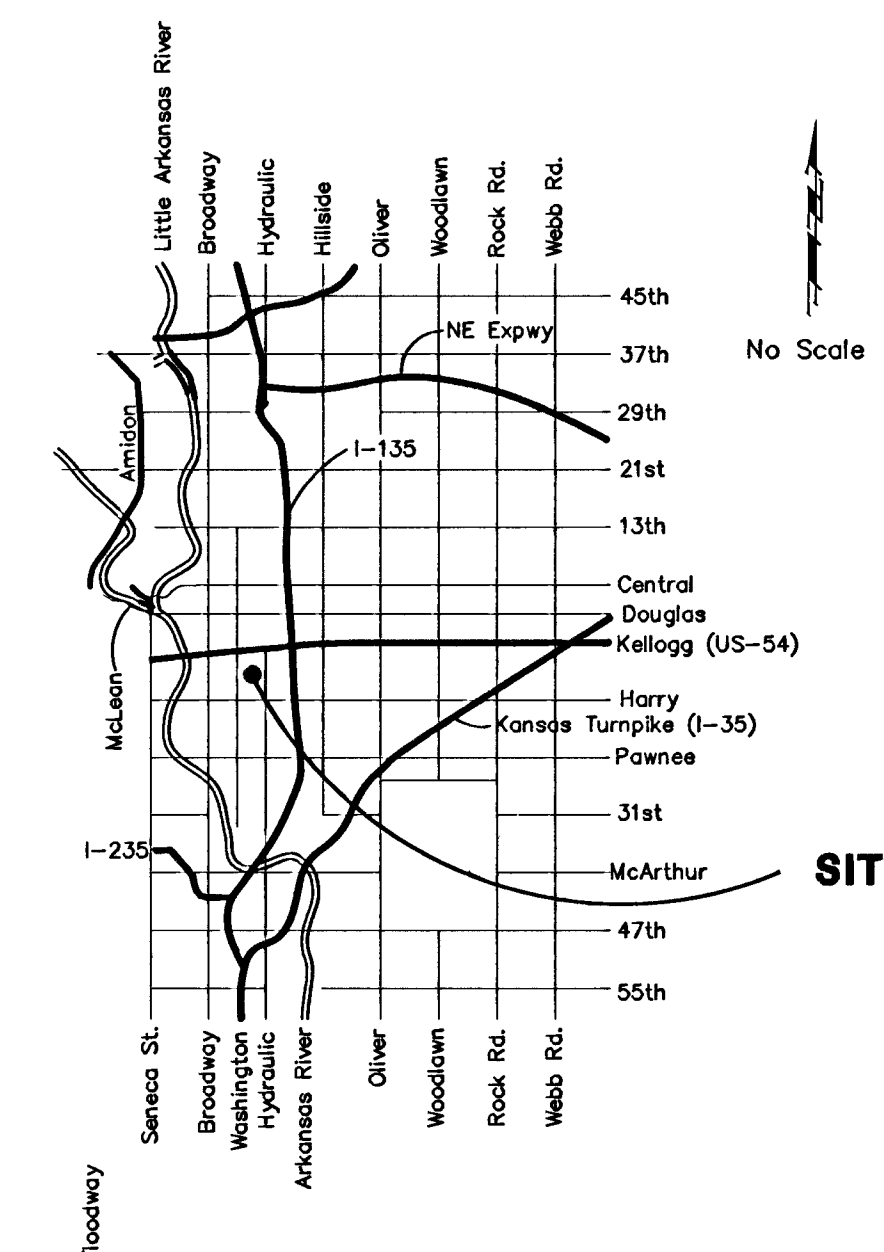 Little Arkansas River
Broadway
Hydraulic
Hillside
Oliver
Woodlawn
Rock Rd.
Webb Rd.
45th
NE Expwy
37th
No Scale
29th
Amidon
I-135
21st
13th
Central
Douglas
Kellogg (US-54)
McLean
Harry
Kansas Turnpike (I-35)
Pawnee
31st
I-235
McArthur
SIT
47th
55th
Seneca St.
Broadway
Washington
Hydraulic
Arkansas River
Oliver
Woodlawn
Rock Rd.
Webb Rd.
loodway